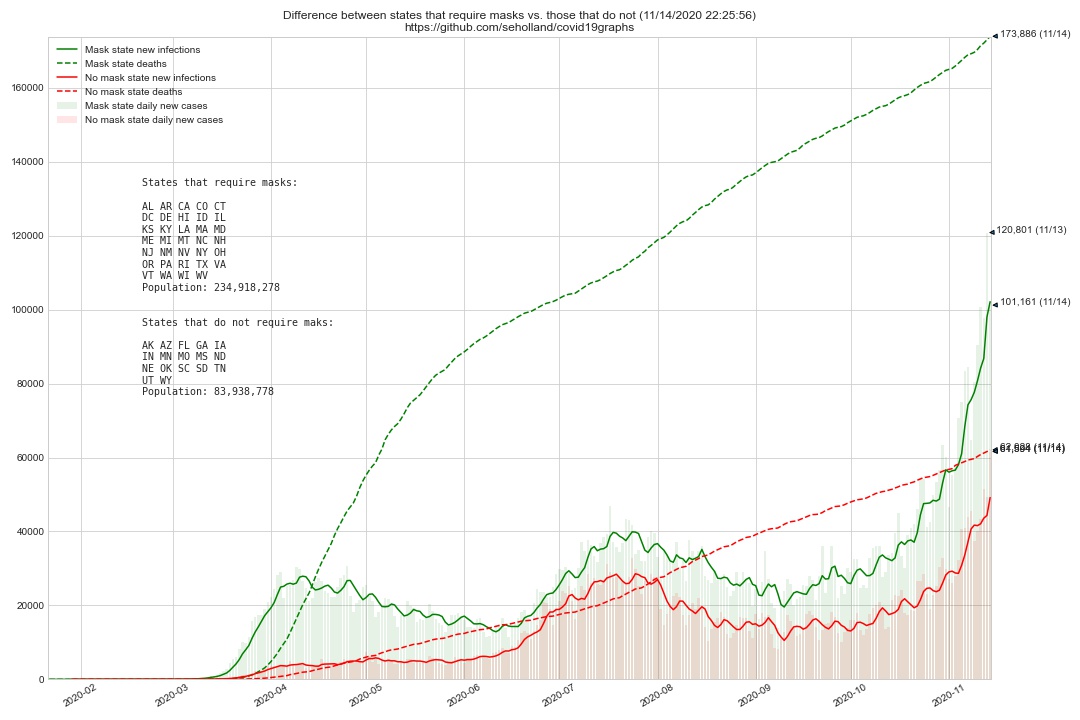 Difference between states that require masks vs. those that do not (11/14/2020 22:25:56)
https://github.com/seholland/covid19graphs
Mask state new infections
Mask state deaths
No mask state new infections
No mask state deaths
Mask state daily new cases
No mask state daily new cases
States that require masks:
AL AR CA CO CT
DC DE HI ID IL
KS KY LA MA MD
ME MI MT NC NH
NJ NM NV NY OH
OR PA RI TX VA
VT WA WI WV
Population: 234,918,278
States that do not require maks:
AK AZ FL GA IA
IN MN MO MS ND
NE OK SC SD TN
UT WY
Population: 83,938,778
173,886 (11/14)
120,801 (11/13)
101,161 (11/14)
(11/14)
160000
140000
120000
100000
80000
60000
40000
20000
0
2020-02
2020-03
2020-04
2020-05
2020-06
2020-07
2020-08
2020-09
2020-10
2020-11